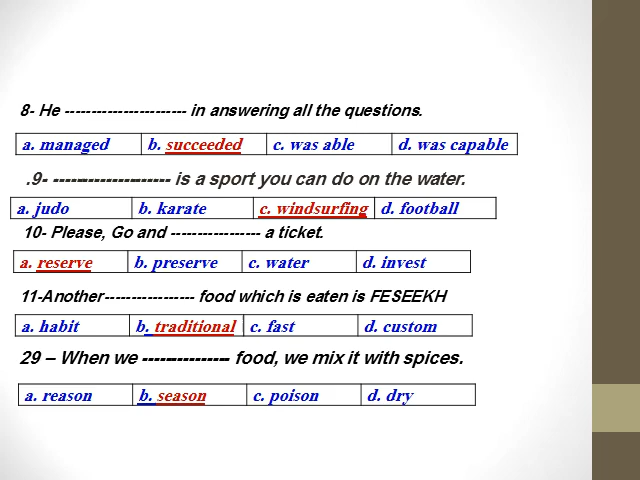 8- He ----------------------- in answering all the questions.
a. managed b. succeeded c. was able d. was capable
.9- -------------------- is a sport you can do on the water.
a. judo b. karate c. windsurfing d. football
10- Please, Go and ----------------- a ticket.
a. reserve b. preserve c. water d. invest
11-Another----------------- food which is eaten is FESEEKH
a. habit b. traditional c. fast d. custom
29 – When we --------------- food, we mix it with spices.
a. reason b. season c. poison d. dry